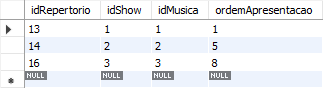 idRepertorio idShow idMusica ordemApresentacao
13 1 1 1
14 2 2 5
16 3 3 8
NULL NULL NULL NULL